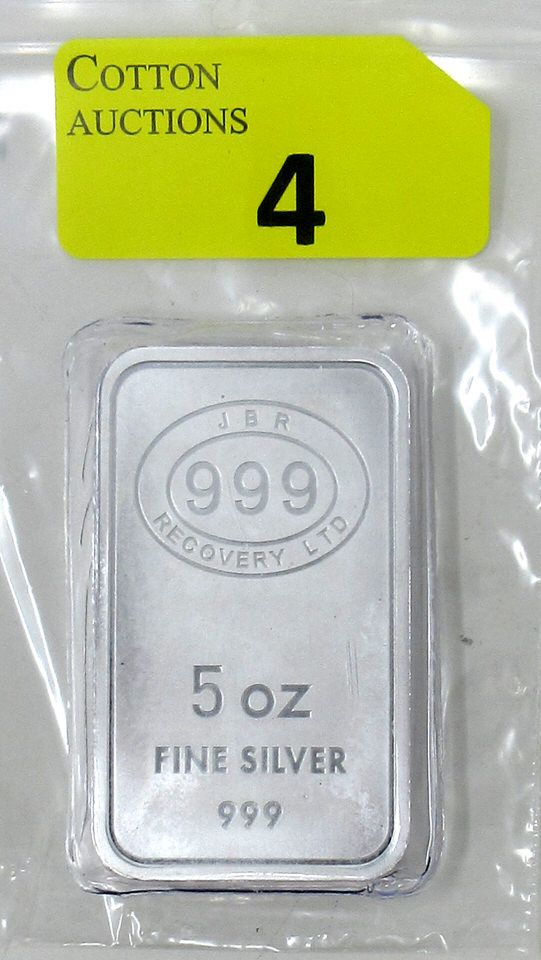 COTTON
AUCTIONS
4
JBR
999
RECOVERY LTD
5 oz
FINE SILVER
999